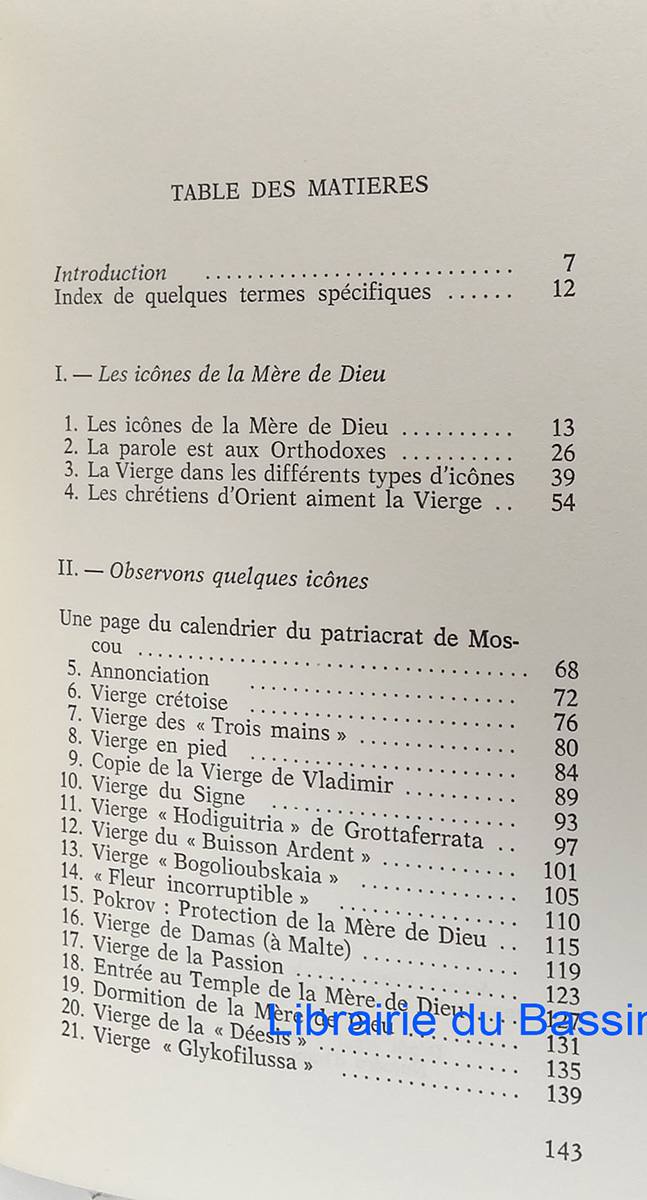 TABLE DES MATIERES
Introduction .............................. 7
Index de quelques termes spécifiques ...... 12
I. — Les icônes de la Mère de Dieu
1. Les icônes de la Mère de Dieu .......... 13
2. La parole est aux Orthodoxes .......... 26
3. La Vierge dans les différents types d'icônes 39
4. Les chrétiens d'Orient aiment la Vierge .. 54
II. — Observons quelques icônes
Une page du calendrier du patriacrat de Mos-
cou .................................... 68
5. Annonciation .......................... 72
6. Vierge crétoise .......................... 76
7. Vierge des « Trois mains » ............... 80
8. Vierge en pied .......................... 84
9. Copie de la Vierge de Vladimir .......... 89
10. Vierge du Signe ........................ 93
11. Vierge « Hodiguitria » de Grottaferrata .. 97
12. Vierge du « Buisson Ardent » ............. 101
13. Vierge « Bogolioubskaia » ............... 105
14. « Fleur incorruptible » ................. 110
15. Pokrov : Protection de la Mère de Dieu .. 115
16. Vierge de Damas (à Malte) .............. 119
17. Vierge de la Passion .................... 123
18. Entrée au Temple de la Mère de Dieu .... 127
19. Dormition de la Mère de Dieu .......... 131
20. Vierge de la « Déesis » ................. 135
21. Vierge « Glykofilussa » ................ 139
Librairie du Bassin
143